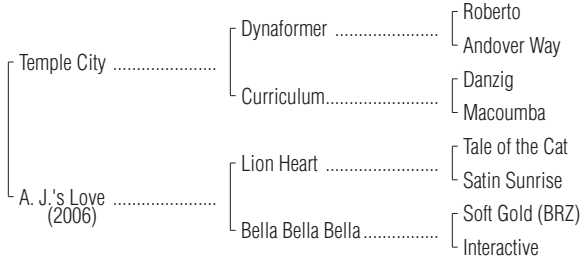 Roberto
Dynaformer ......................
Andover Way
Temple City ......................
Danzig
Curriculum........................
Macoumba
Tale of the Cat
Lion Heart ........................
Satin Sunrise
A. J.'s Love ......................
(2006)
Soft Gold (BRZ)
Bella Bella Bella................
Interactive